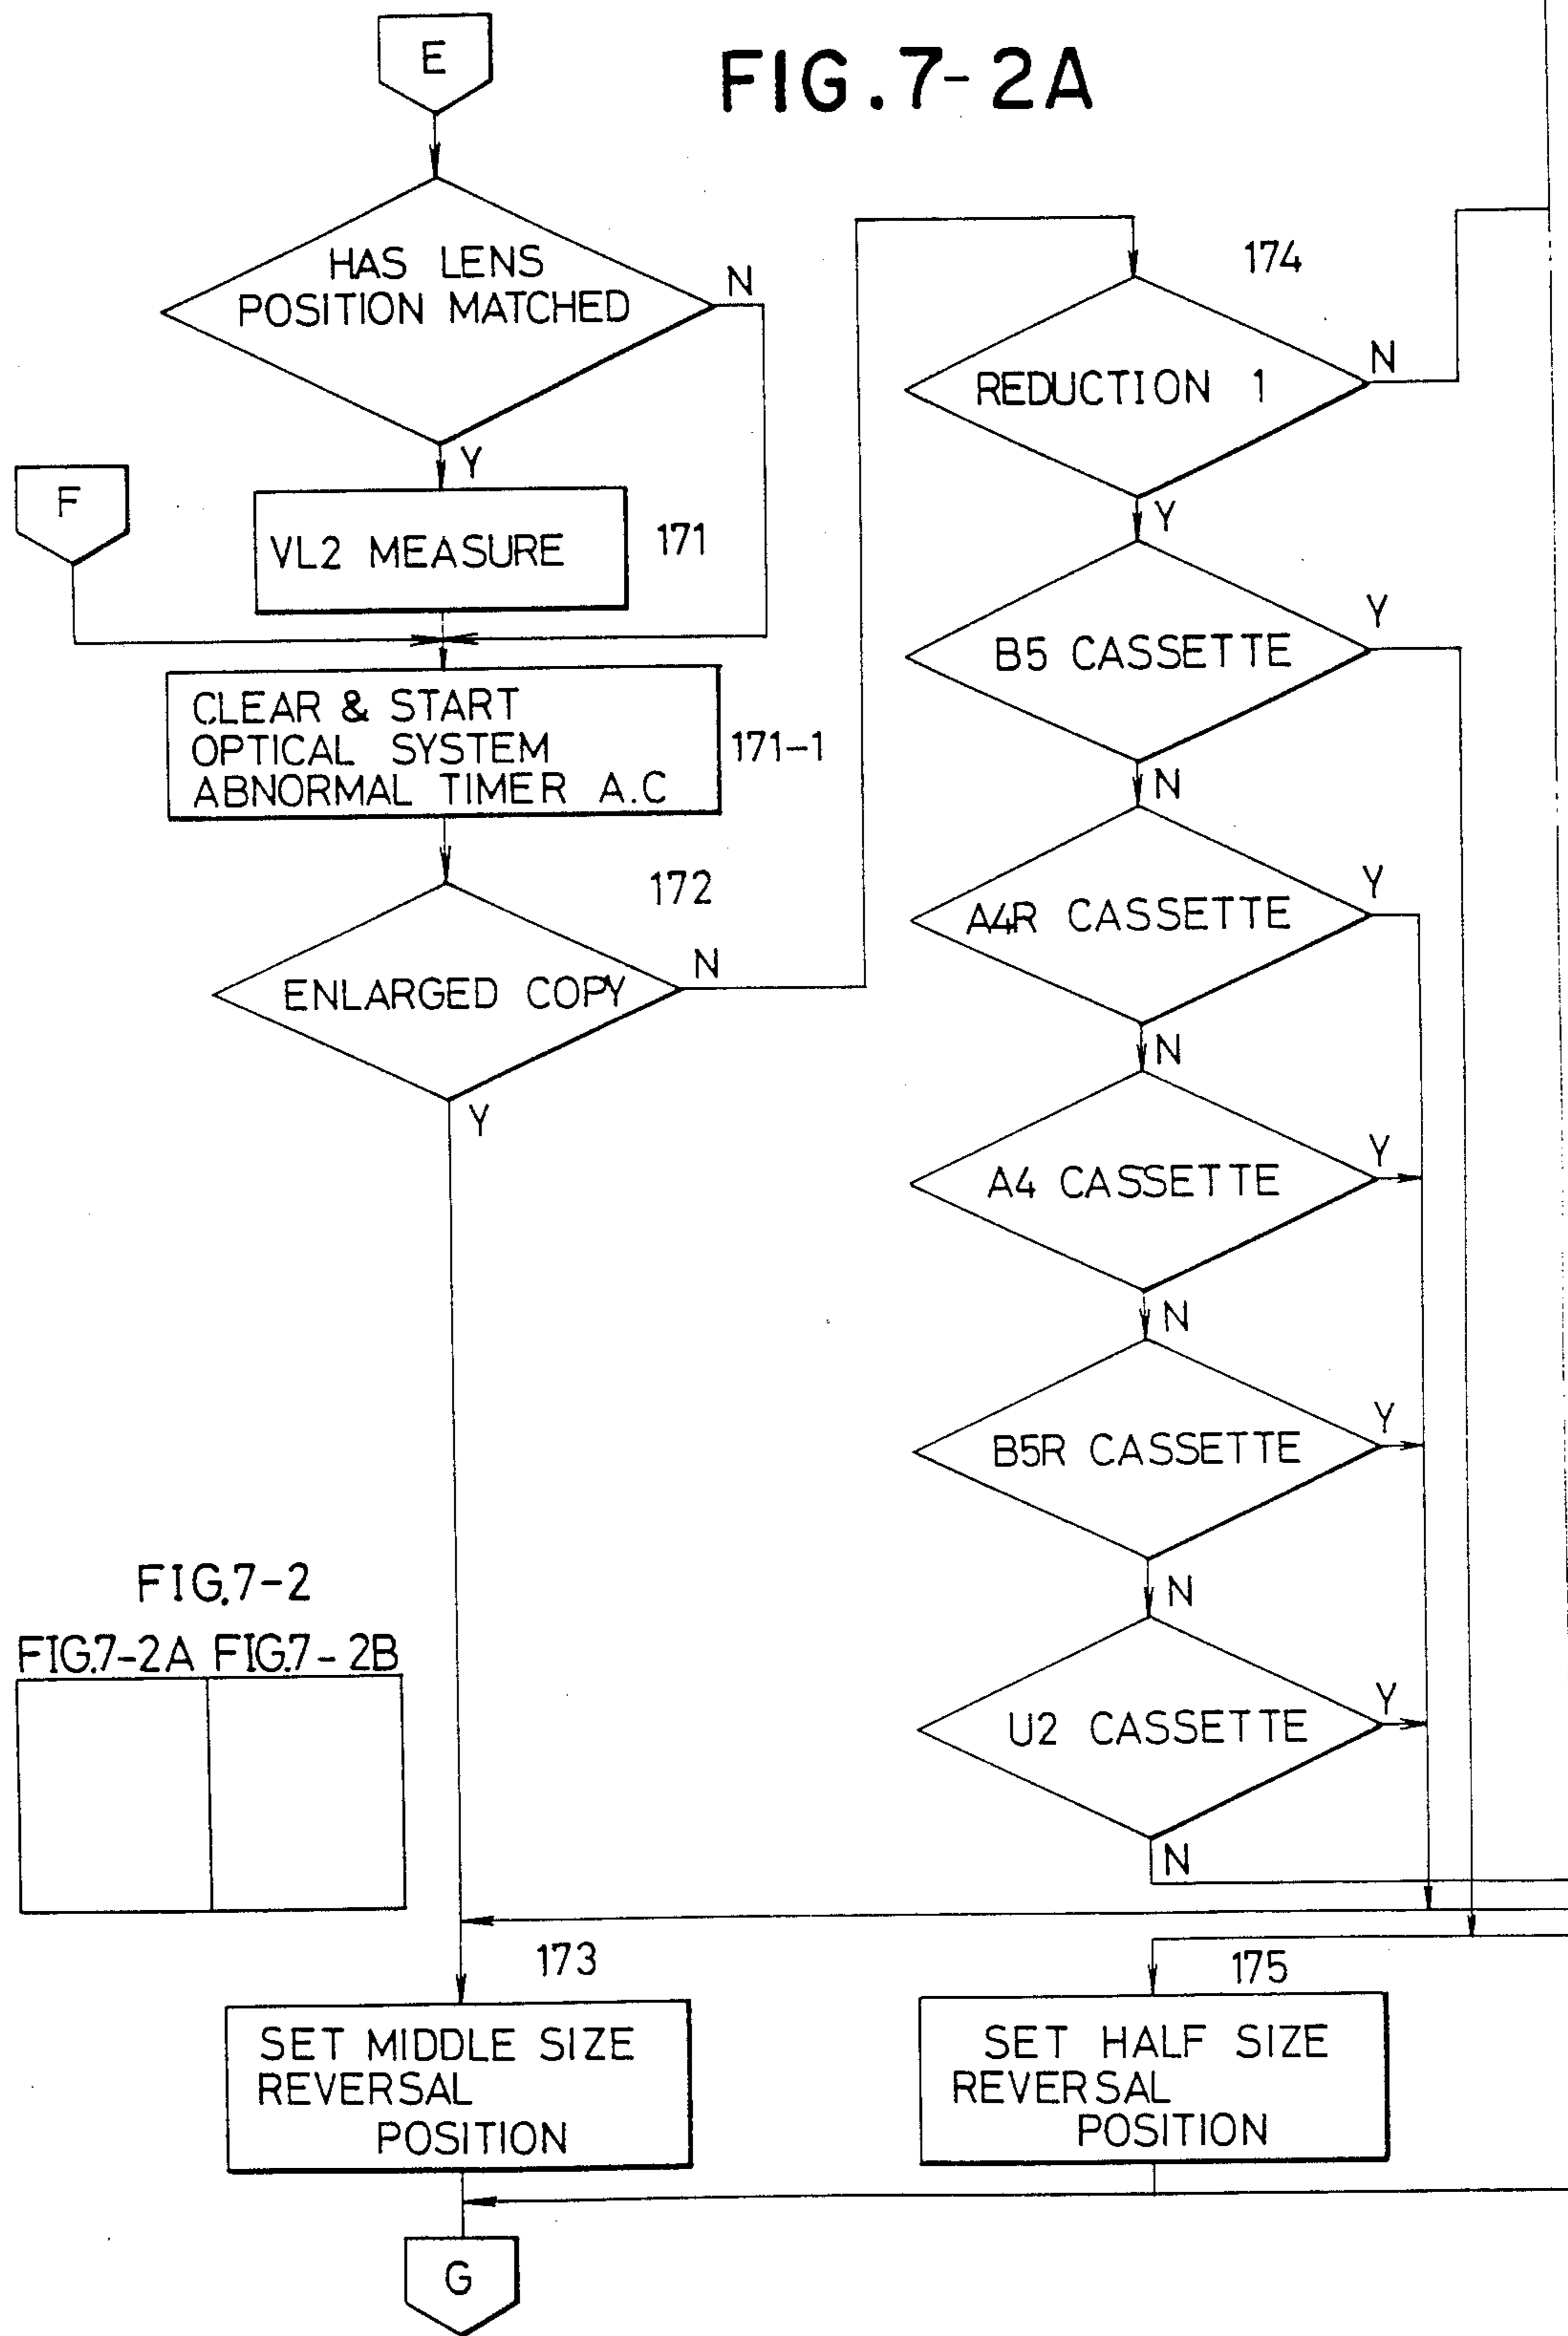 FIG.7-2A
E
HAS LENS
POSITION MATCHED
N
Y
F
VL2 MEASURE
171
CLEAR & START
OPTICAL SYSTEM
ABNORMAL TIMER A.C
171-1
172
ENLARGED COPY
N
Y
174
REDUCTION 1
N
Y
B5 CASSETTE
Y
N
A4R CASSETTE
Y
N
A4 CASSETTE
Y
N
B5R CASSETTE
Y
N
U2 CASSETTE
Y
N
FIG.7-2
FIG.7-2A FIG.7-2B
173
SET MIDDLE SIZE
REVERSAL
POSITION
175
SET HALF SIZE
REVERSAL
POSITION
G